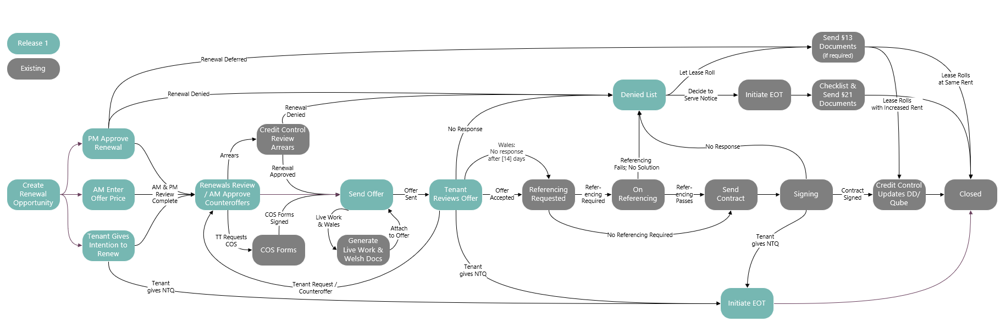 Release 1
Existing
Create
Renewal
Opportunity
PM Approve
Renewal
AM Enter
Offer Price
Tenant Gives
Intention to
Renew
Renewal Deferred
Renewal Denied
AM & PM
Review
Complete
Tenant
gives NTQ
Renewals Review
/ AM Approve
Counteroffers
Arrears
Credit Control
Review
Arrears
Renewal
Denied
Renewal
Approved
TT Requests
COS
COS Forms
COS Forms
Signed
Send Offer
Live Work
& Wales
Generate
Live Work &
Welsh Docs
Attach
to Offer
Offer
Sent
Tenant
Reviews Offer
Tenant Request /
Counteroffer
No Response
Wales:
No response
after [14] days
Offer
Accepted
Tenant
gives NTQ
Referencing
Requested
Refer-
encing
Required
No Referencing Required
On
Referencing
Referencing
Fails; No Solution
Refer-
encing
Passes
Denied List
Let Lease Roll
Decide to
Serve Notice
Initiate EOT
Send §13
Documents
(if required)
Checklist &
Send §21
Documents
Lease Rolls
with Increased Rent
Lease Rolls
at Same Rent
No Response
Send
Contract
Signing
Contract
Signed
Credit Control
Updates DD/
Qube
Closed
Tenant
gives NTQ
Initiate EOT